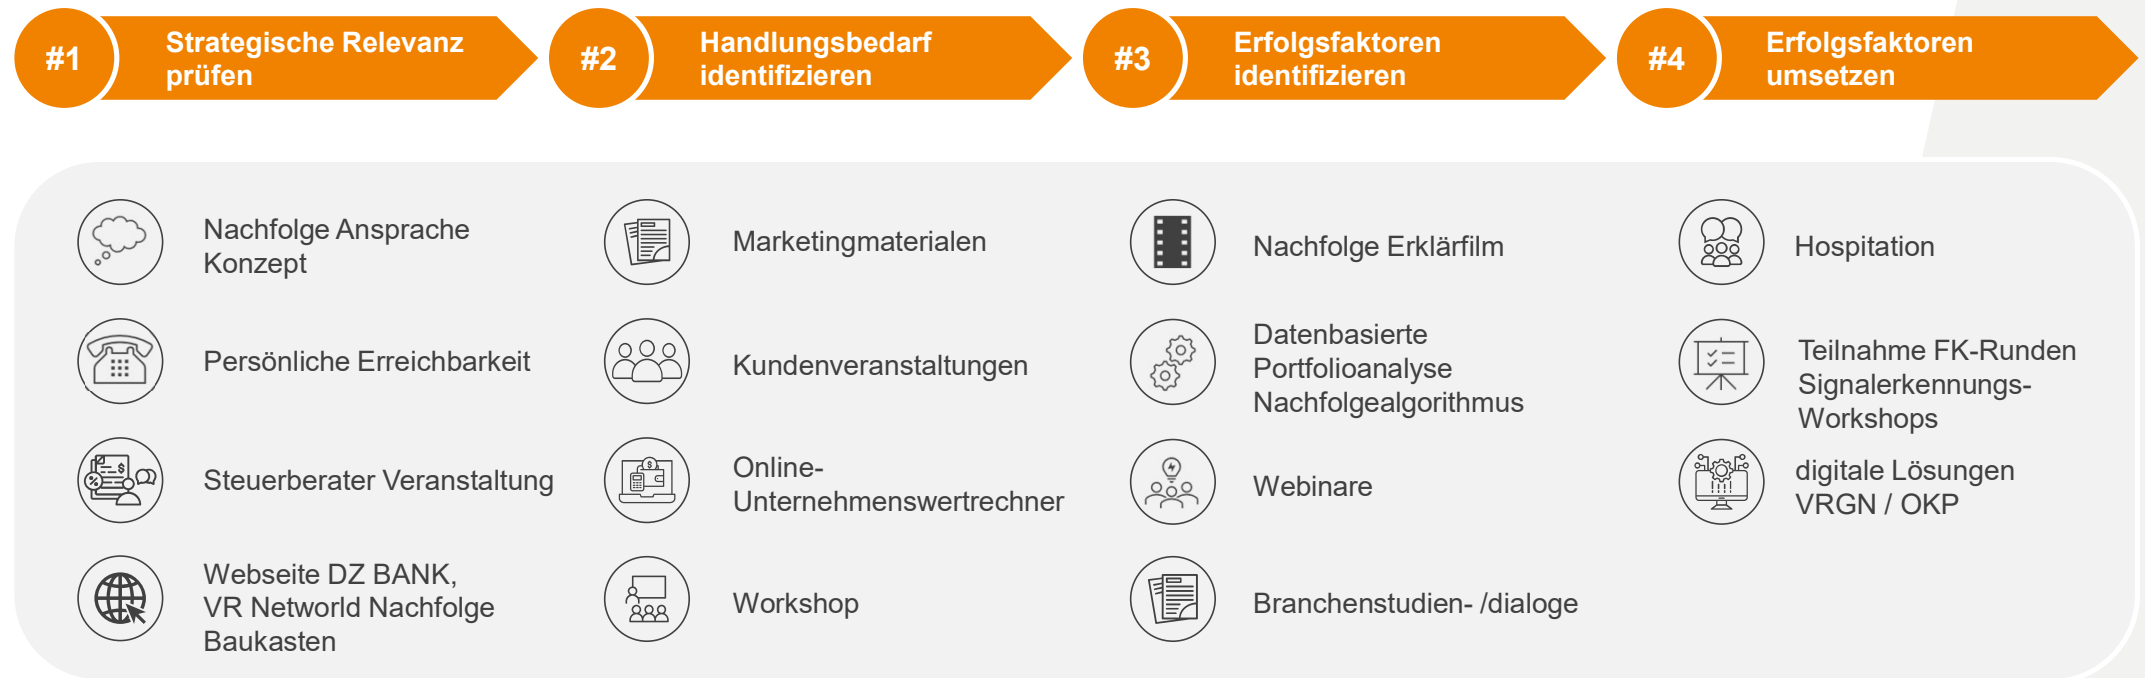 #1
Strategische Relevanz
prüfen
#2
Handlungsbedarf
identifizieren
#3
Erfolgsfaktoren
identifizieren
#4
Erfolgsfaktoren
umsetzen
Nachfolge Ansprache
Konzept
Persönliche Erreichbarkeit
Steuerberater Veranstaltung
Webseite DZ BANK,
VR Networld Nachfolge
Baukasten
Marketingmaterialen
Kundenveranstaltungen
Online-
Unternehmenswertrechner
Workshop
Nachfolge Erklärfilm
Datenbasierte
Portfolioanalyse
Nachfolgealgorithmus
Webinare
Branchenstudien- /dialoge
Hospitation
Teilnahme FK-Runden
Signalerkennungs-
Workshops
digitale Lösungen
VRGN / OKP